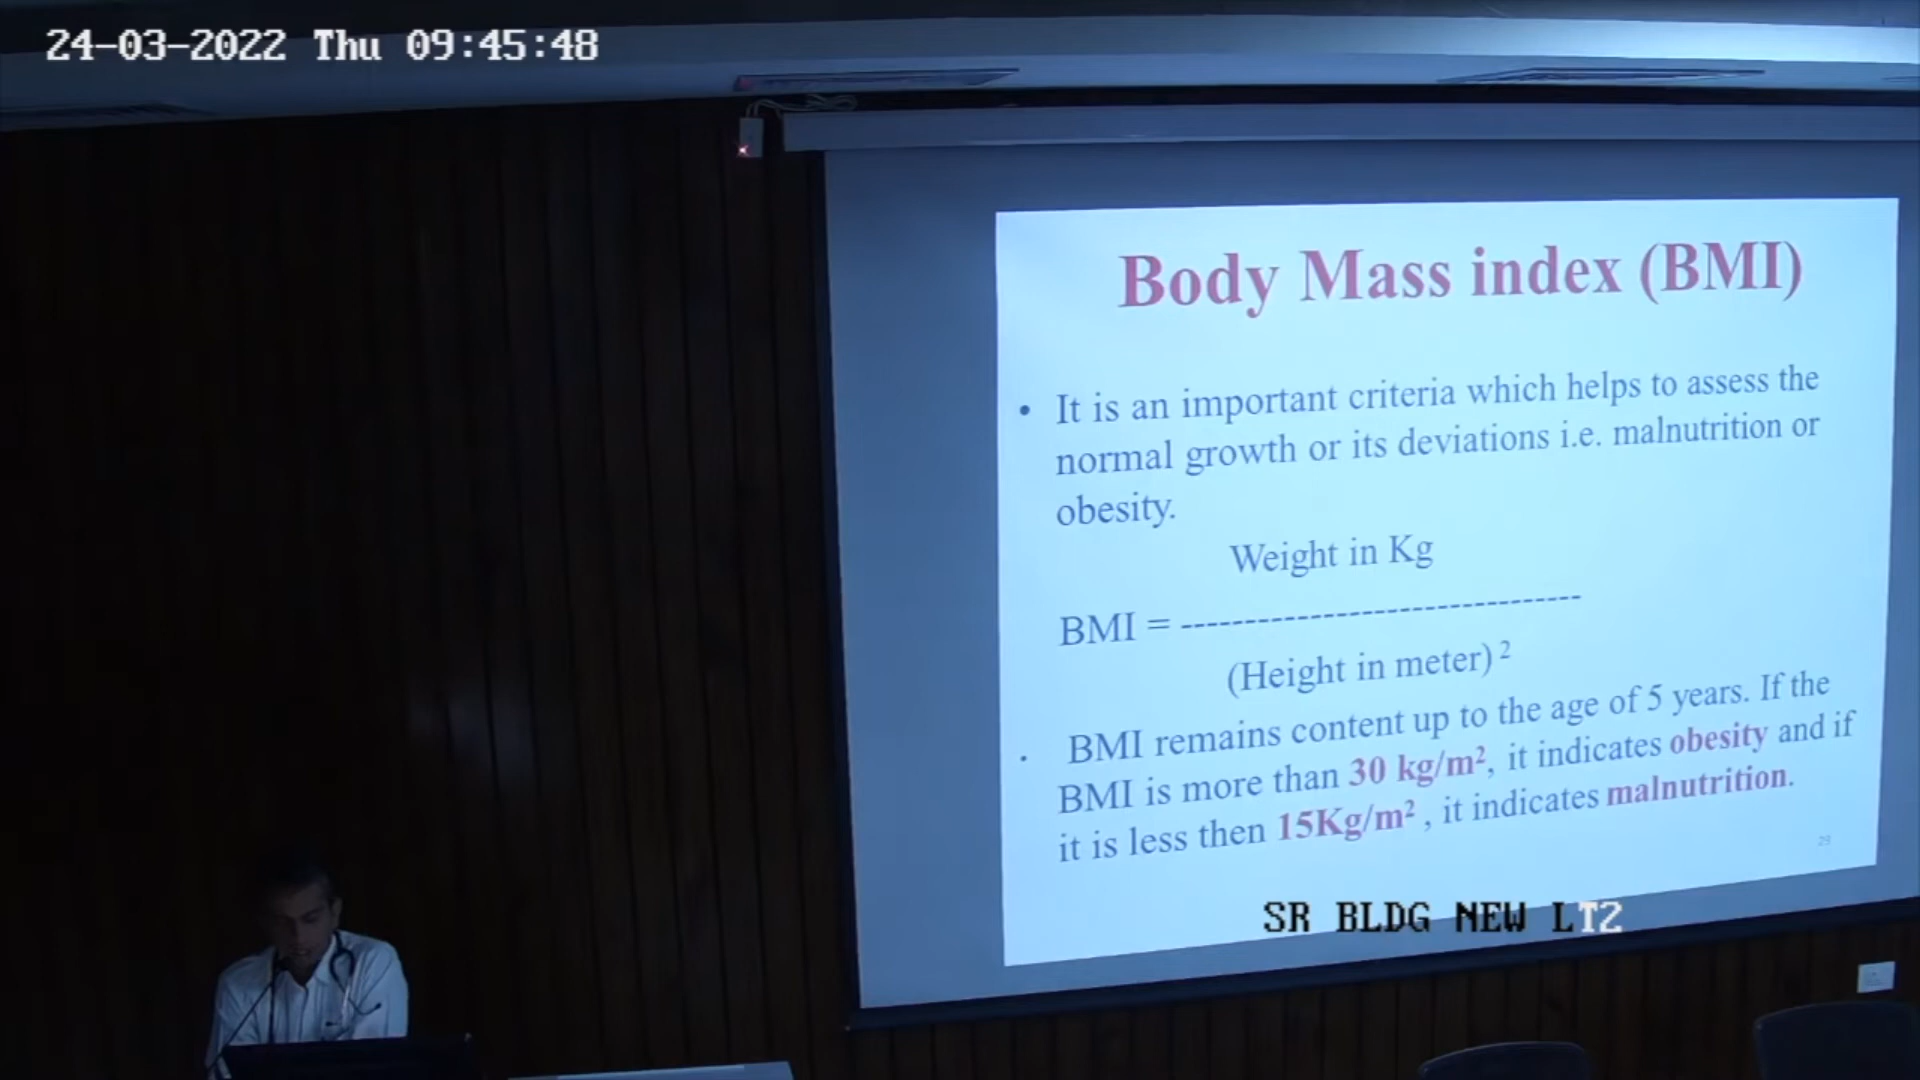 24-03-2022 Thu 09:45:48
Body Mass index (BMI)
• It is an important criteria which helps to assess the
normal growth or its deviations i.e. malnutrition or
obesity.
Weight in Kg
BMI = -------------------------------
(Height in meter) ²
. BMI remains content up to the age of 5 years. If the
BMI is more than 30 kg/m², it indicates obesity and if
it is less then 15Kg/m² , it indicates malnutrition.
29
SR BLDG NEW LT2